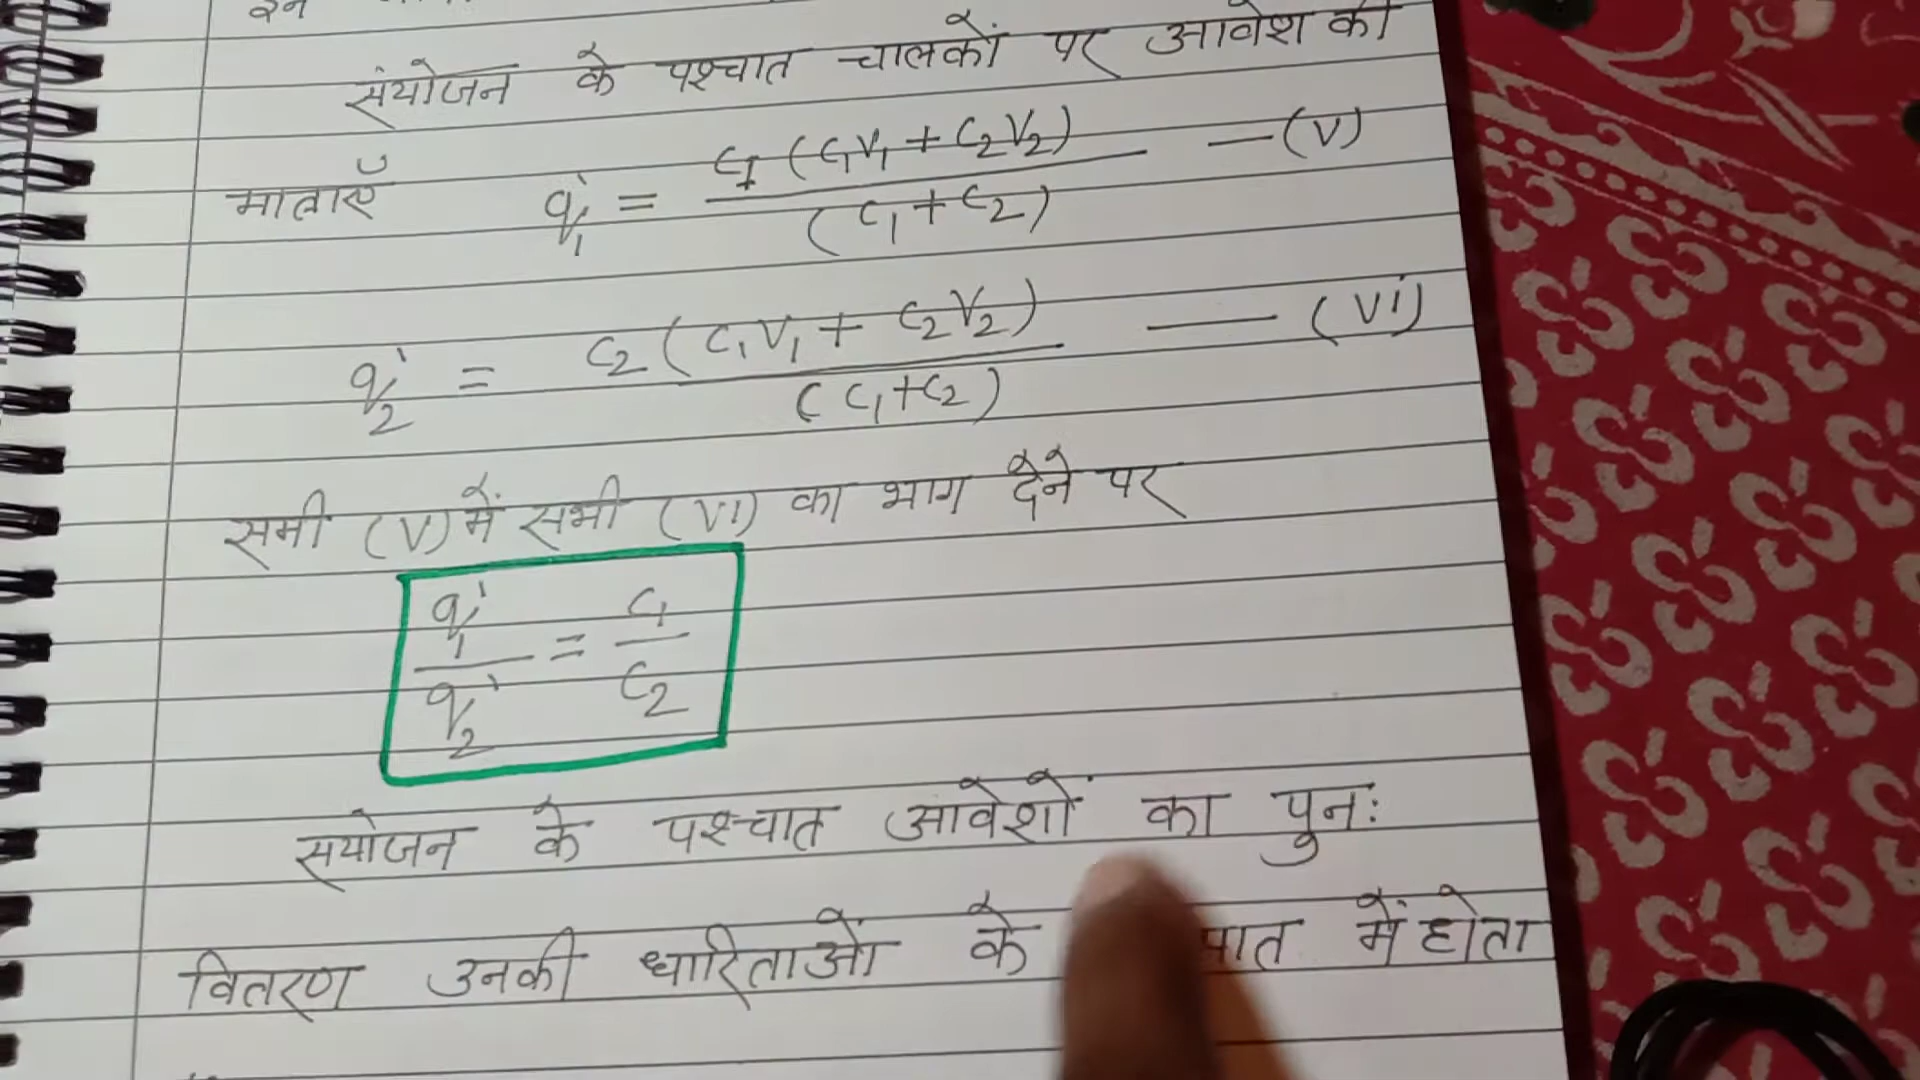 संयोजन के पश्चात चालकों पर आवेश की
मात्राएँ q₁' = C₁ (C₁V₁ + C₂V₂) / (C₁ + C₂) — (V)
q₂' = C₂ (C₁V₁ + C₂V₂) / (C₁+C₂) — (VI)
समी (V) में समी (VI) का भाग देने पर
q₁' / q₂' = C₁ / C₂
सयोजन के पश्चात आवेशों का पुनः
वितरण उनकी धारिताओं के में होता